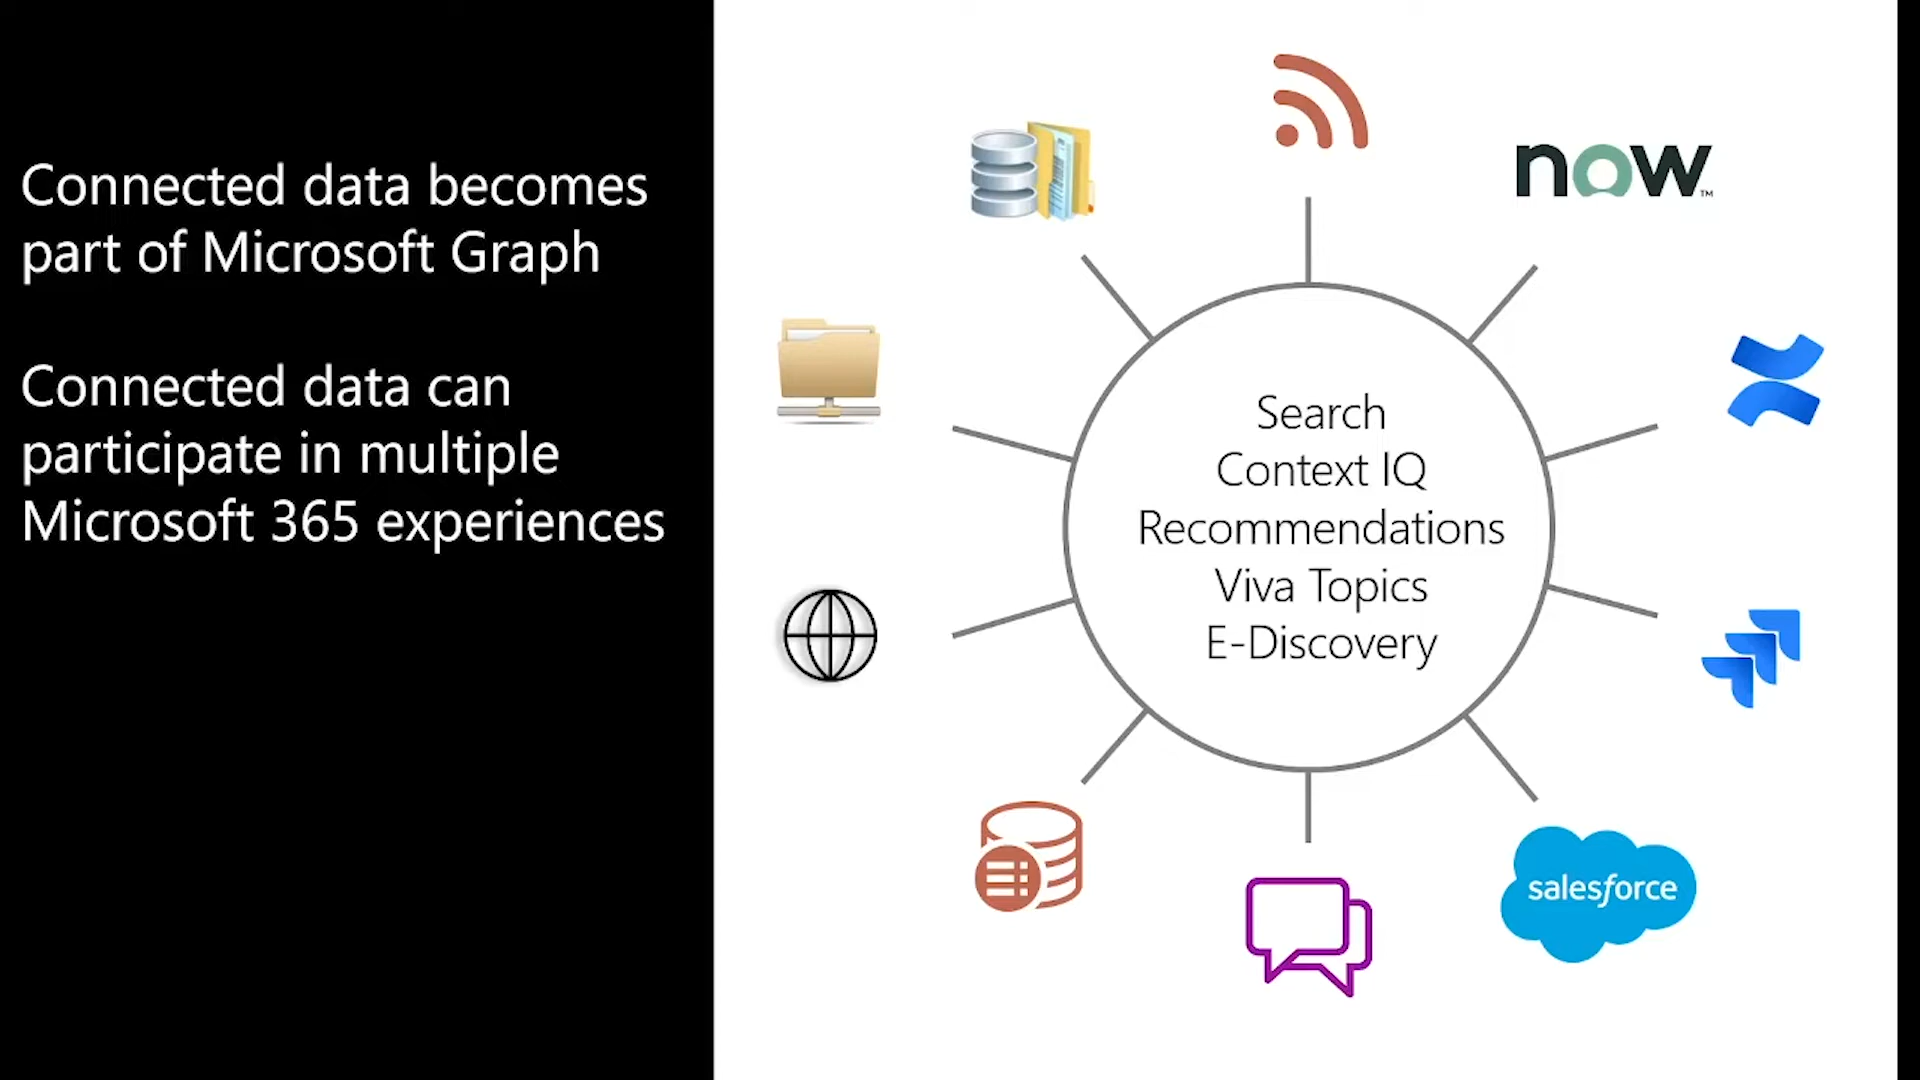 Connected data becomes
part of Microsoft Graph
Connected data can
participate in multiple
Microsoft 365 experiences
now™
Search
Context IQ
Recommendations
Viva Topics
E-Discovery
salesforce